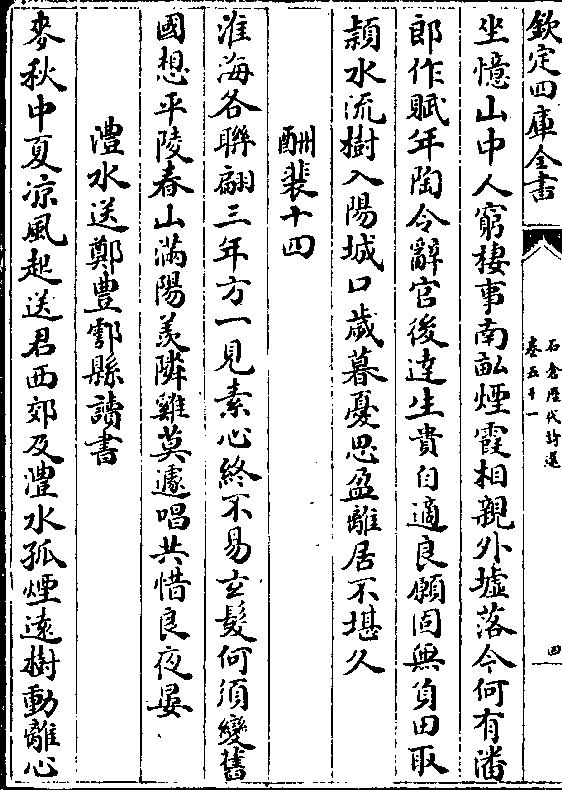 欽定四庫全書
石倉歷代詩選
卷五十一
四
坐憶山中人窮棲事南畝煙霞相親外墟落今何有潘
郎作賦年陶令辭官後達生貴自適良願固無負田取
潁水流樹入陽城口歲暮憂思盈離居不堪久
酬裴十四
淮海各聯翩三年方一見素心終不易玄髮何須變舊
國想平陵春山滿陽羨隣雞莫遽唱共惜良夜晏
澧水送鄭豐鄠縣讀書
麥秋中夏凉風起送君西郊及澧水孤煙遠樹動離心